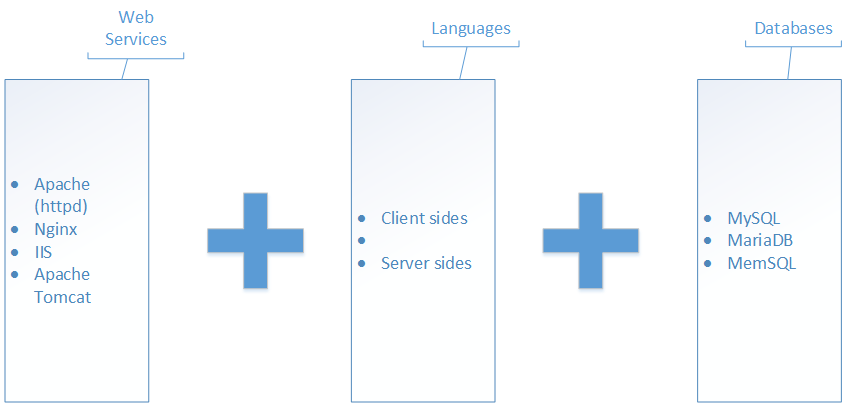 Web
Services
Languages
Databases
• Apache
(httpd)
• Nginx
• IIS
• Apache
Tomcat
• Client sides
•
• Server sides
• MySQL
• MariaDB
• MemSQL